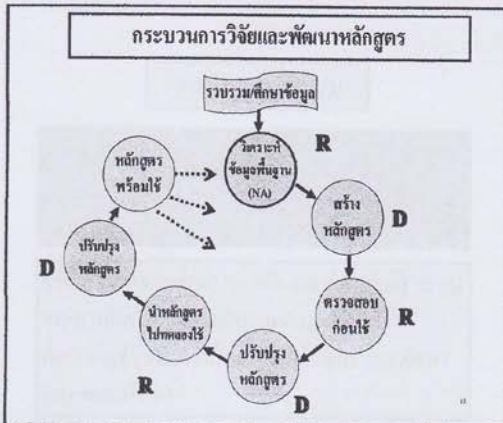 กระบวนการวิจัยและพัฒนาหลักสูตร
รวบรวม/ศึกษาข้อมูล
วิเคราะห์
ข้อมูลพื้นฐาน
(NA)
R
สร้าง
หลักสูตร
D
ตรวจสอบ
ก่อนใช้
R
ปรับปรุง
หลักสูตร
D
นำหลักสูตร
ไปทดลองใช้
R
ปรับปรุง
หลักสูตร
D
หลักสูตร
พร้อมใช้